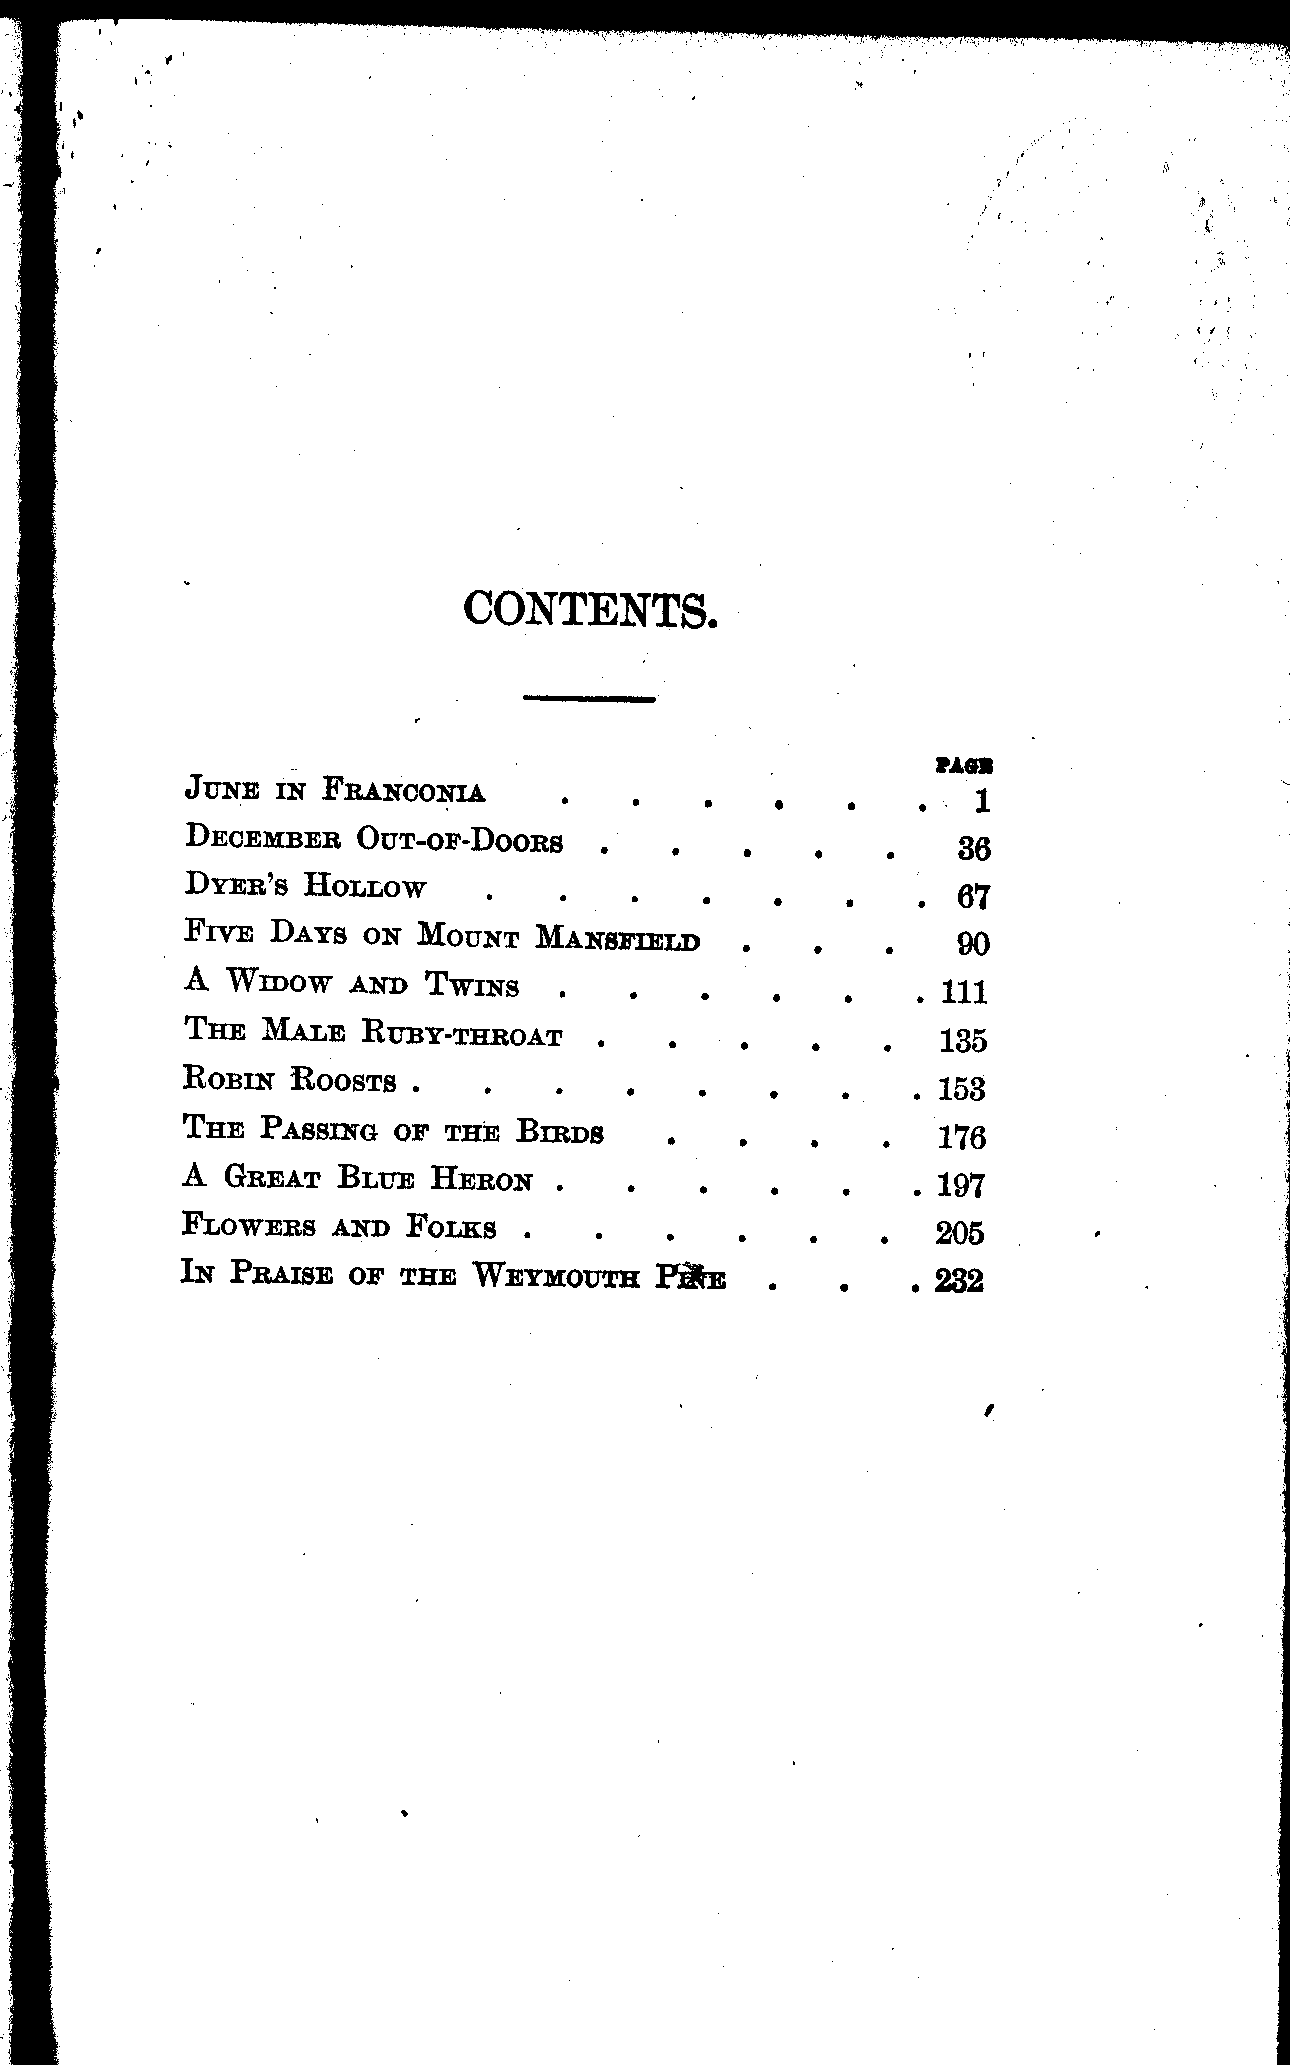 CONTENTS.
PAGE
JUNE IN FRANCONIA . . . . . . 1
DECEMBER OUT-OF-DOORS . . . . . 36
DYER'S HOLLOW . . . . . . . 67
FIVE DAYS ON MOUNT MANSFIELD . . . 90
A WIDOW AND TWINS . . . . . . 111
THE MALE RUBY-THROAT . . . . . 135
ROBIN ROOSTS . . . . . . . . 153
THE PASSING OF THE BIRDS . . . . 176
A GREAT BLUE HERON . . . . . . 197
FLOWERS AND FOLKS . . . . . . 205
IN PRAISE OF THE WEYMOUTH PINE . . . 232